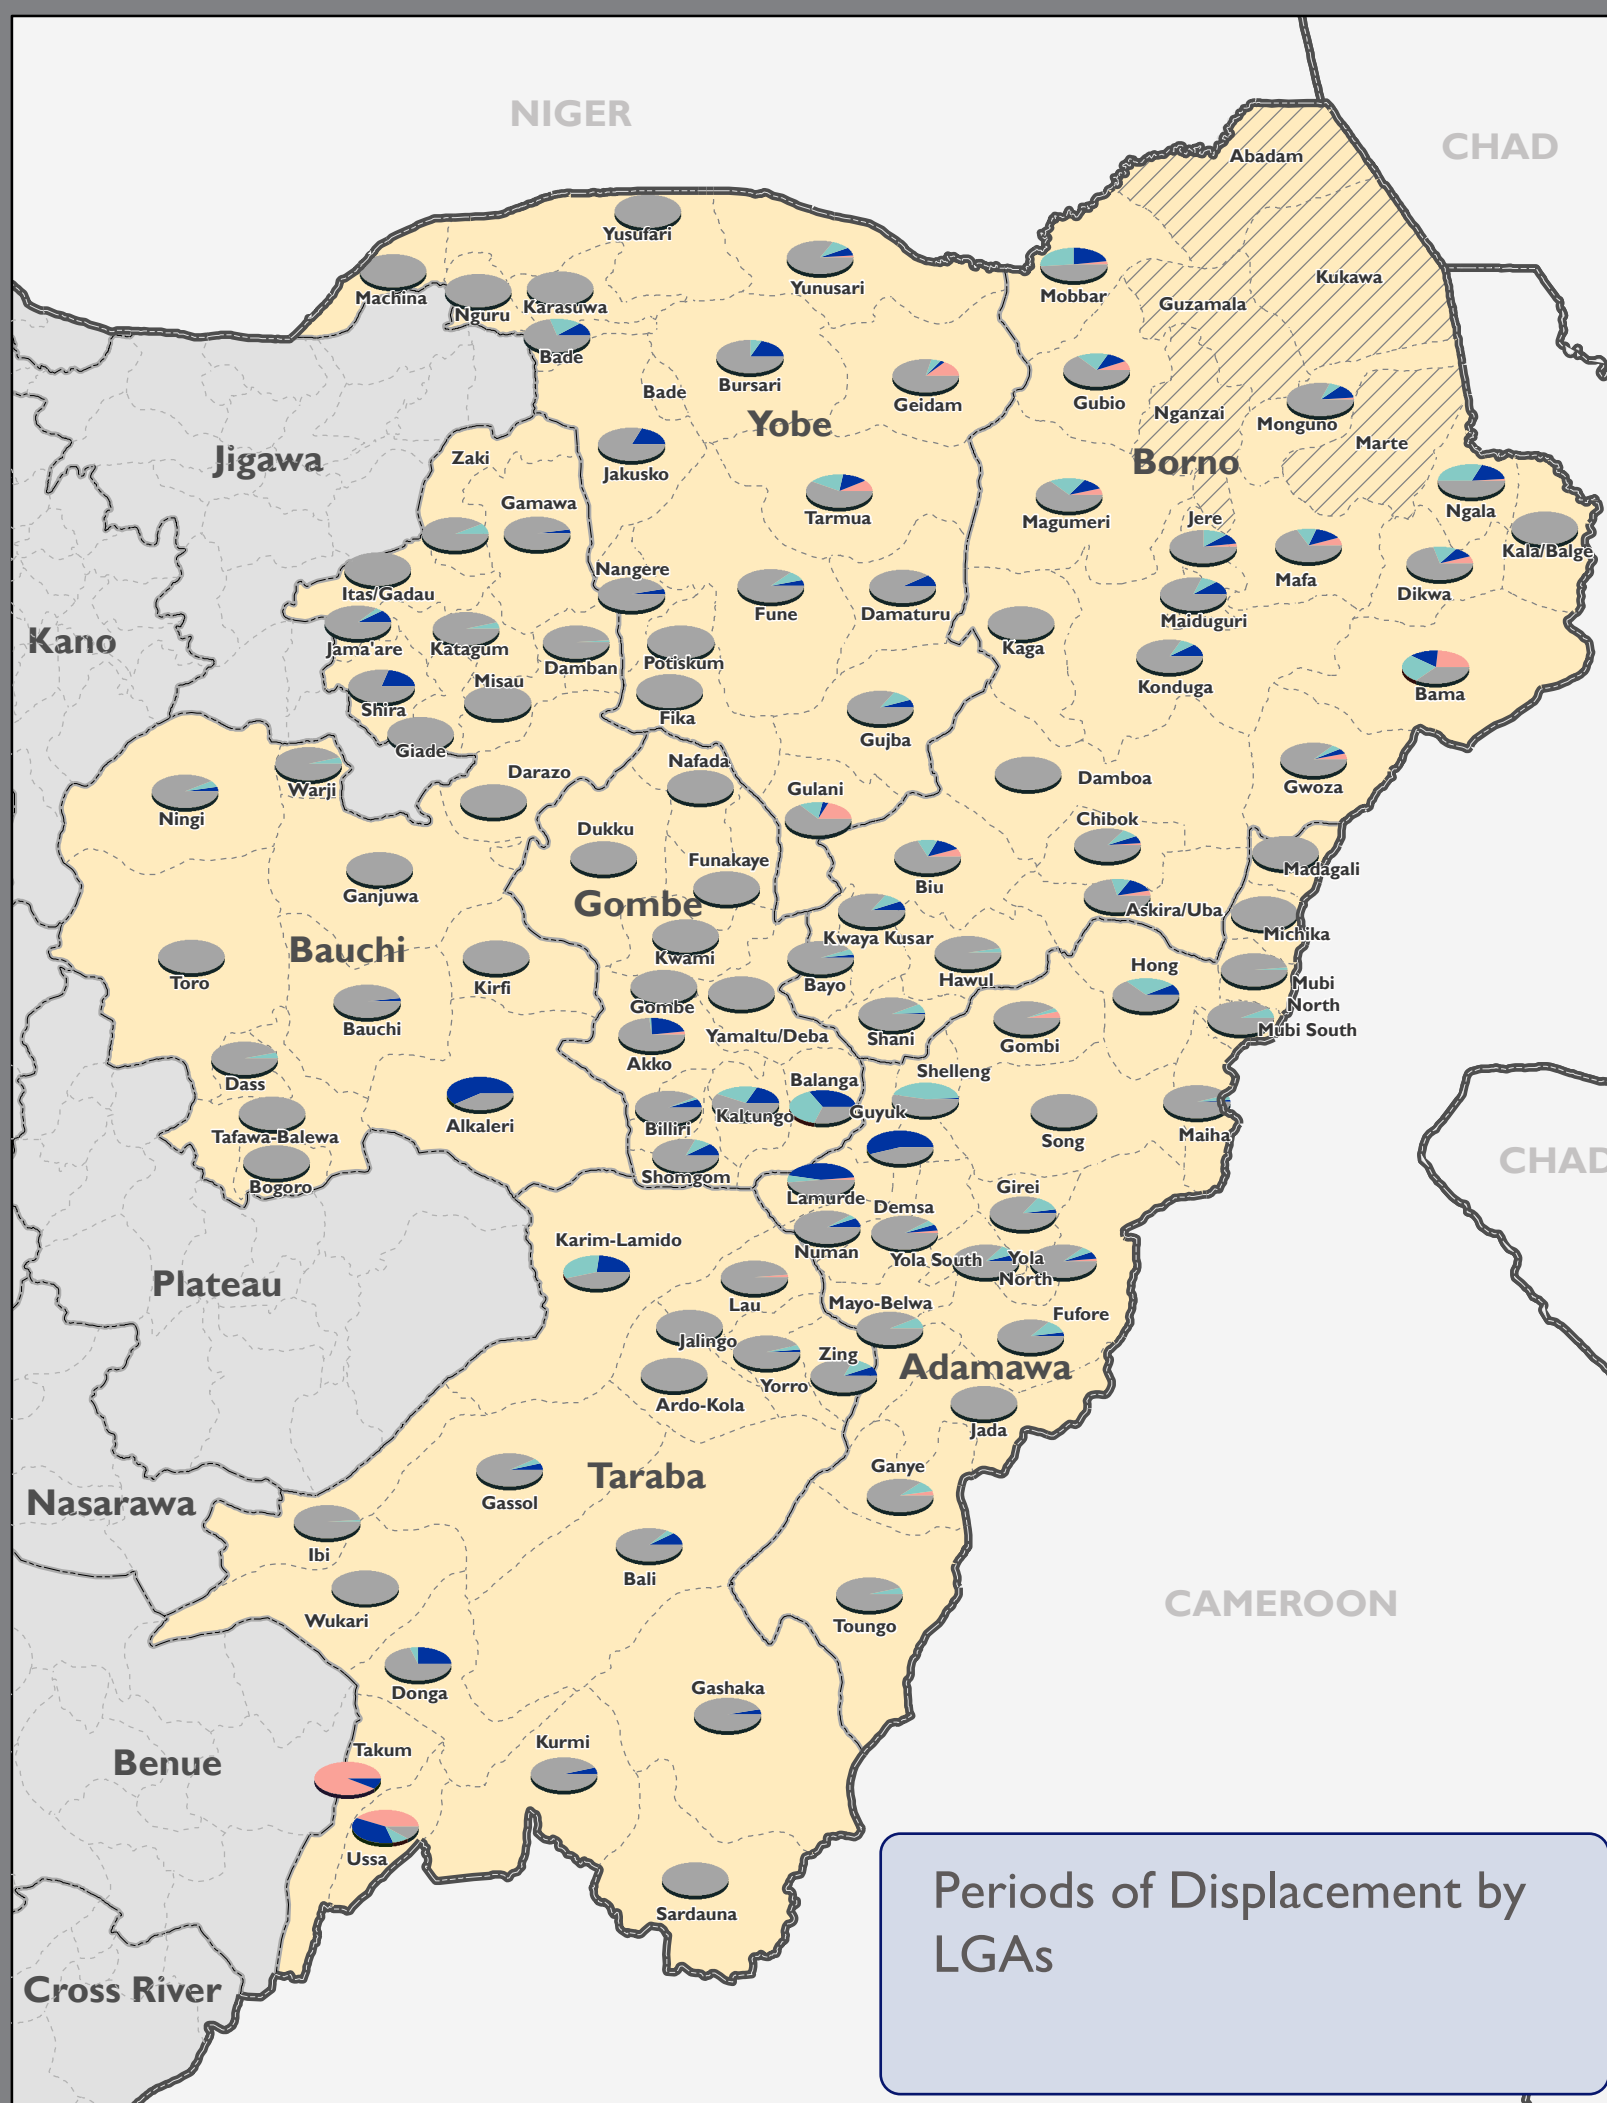 NIGER
CHAD
Abadam
Yusufari
Kukawa
Yunusari
Mobbar
Machina
Guzamala
Nguru
Karasuwa
Bade
Bursari
Bade
Geidam
Gubio
Nganzai
Monguno
Yobe
Marte
Jigawa
Zaki
Borno
Jakusko
Gamawa
Tarmua
Magumeri
Jere
Ngala
Kala/Balge
Nangere
Itas/Gadau
Fune
Damaturu
Maiduguri
Mafa
Dikwa
Kano
Jama'are
Katagum
Damban
Potiskum
Kaga
Misau
Konduga
Bama
Shira
Fika
Giade
Gujba
Nafada
Darazo
Damboa
Gwoza
Warji
Gulani
Ningi
Dukku
Chibok
Funakaye
Biu
Madagali
Ganjuwa
Gombe
Askira/Uba
Kwaya Kusar
Michika
Bauchi
Kwami
Toro
Kirfi
Bayo
Hawul
Hong
Mubi
North
Gombe
Bauchi
Yamaltu/Deba
Shani
Gombi
Mubi South
Akko
Dass
Balanga
Shelleng
Alkaleri
Billiri
Kaltungo
Guyuk
Tafawa-Balewa
Song
Maiha
CHAD
Bogoro
Shomgom
Lamurde
Girei
Demsa
Karim-Lamido
Numan
Yola South
Yola
North
Plateau
Lau
Mayo-Belwa
Fufore
Jalingo
Zing
Adamawa
Yorro
Ardo-Kola
Jada
Taraba
Ganye
Nasarawa
Gassol
Ibi
Bali
Wukari
Toungo
CAMEROON
Donga
Gashaka
Takum
Kurmi
Benue
Ussa
Sardauna
Cross River
Periods of Displacement by
LGAs